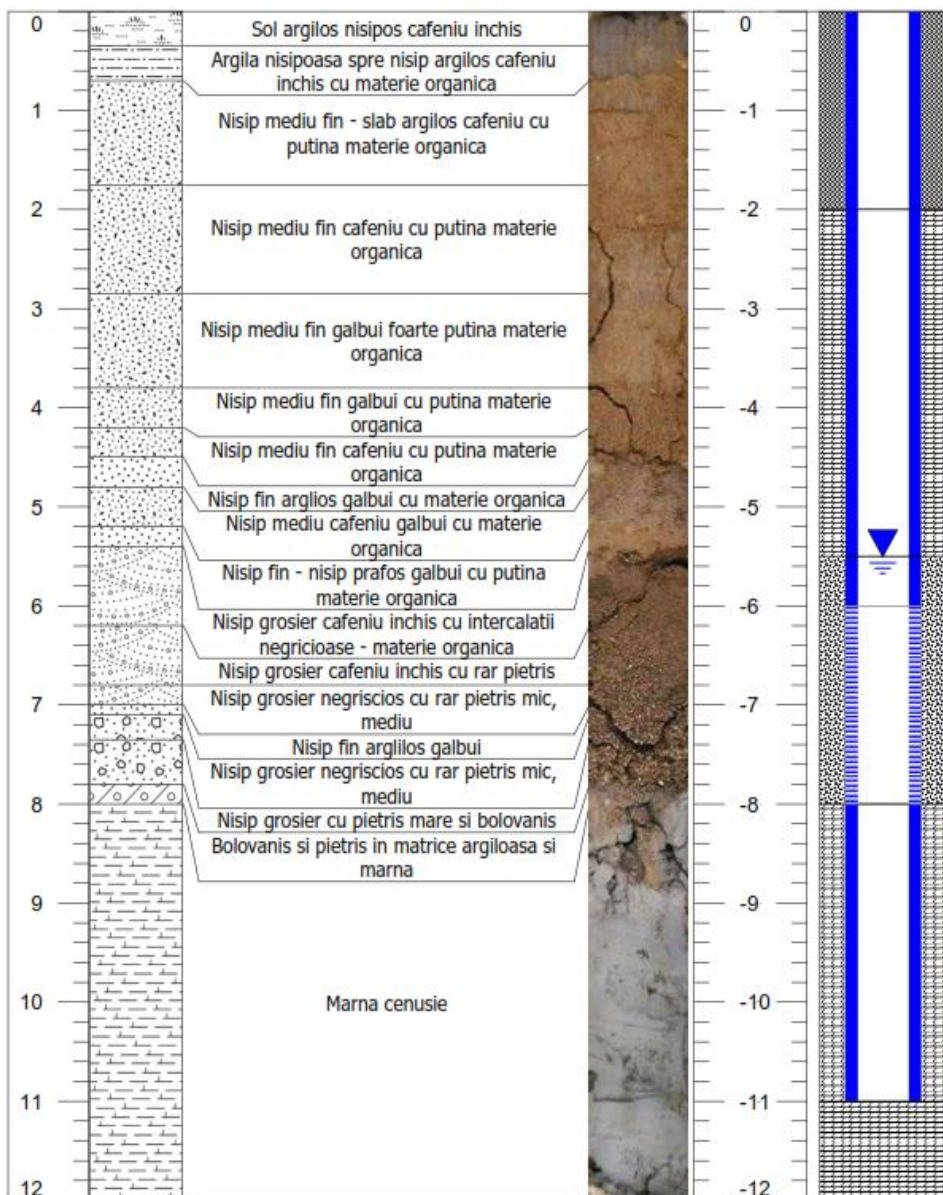 0
Sol argilos nisipos cafeniu inchis
-0
0
Argila nisipoasa spre nisip argilos cafeniu
inchis cu materie organica
1
-1
Nisip mediu fin - slab argilos cafeniu cu
putina materie organica
2
-2
Nisip mediu fin cafeniu cu putina materie
organica
3
-3
Nisip mediu fin galbui foarte putina materie
organica
4
-4
Nisip mediu fin galbui cu putina materie
organica
Nisip mediu fin cafeniu cu putina materie
organica
5
-5
Nisip fin arglios galbui cu materie organica
Nisip mediu cafeniu galbui cu materie
organica
Nisip fin - nisip prafos galbui cu putina
materie organica
6
-6
Nisip grosier cafeniu inchis cu intercalatii
negricioase - materie organica
Nisip grosier cafeniu inchis cu rar pietris
7
-7
Nisip grosier negriscios cu rar pietris mic,
mediu
Nisip fin arglilos galbui
Nisip grosier negriscios cu rar pietris mic,
mediu
8
-8
Nisip grosier cu pietris mare si bolovanis
Bolovanis si pietris in matrice argiloasa si
marna
9
-9
10
-10
Marna cenusie
11
-11
12
-12